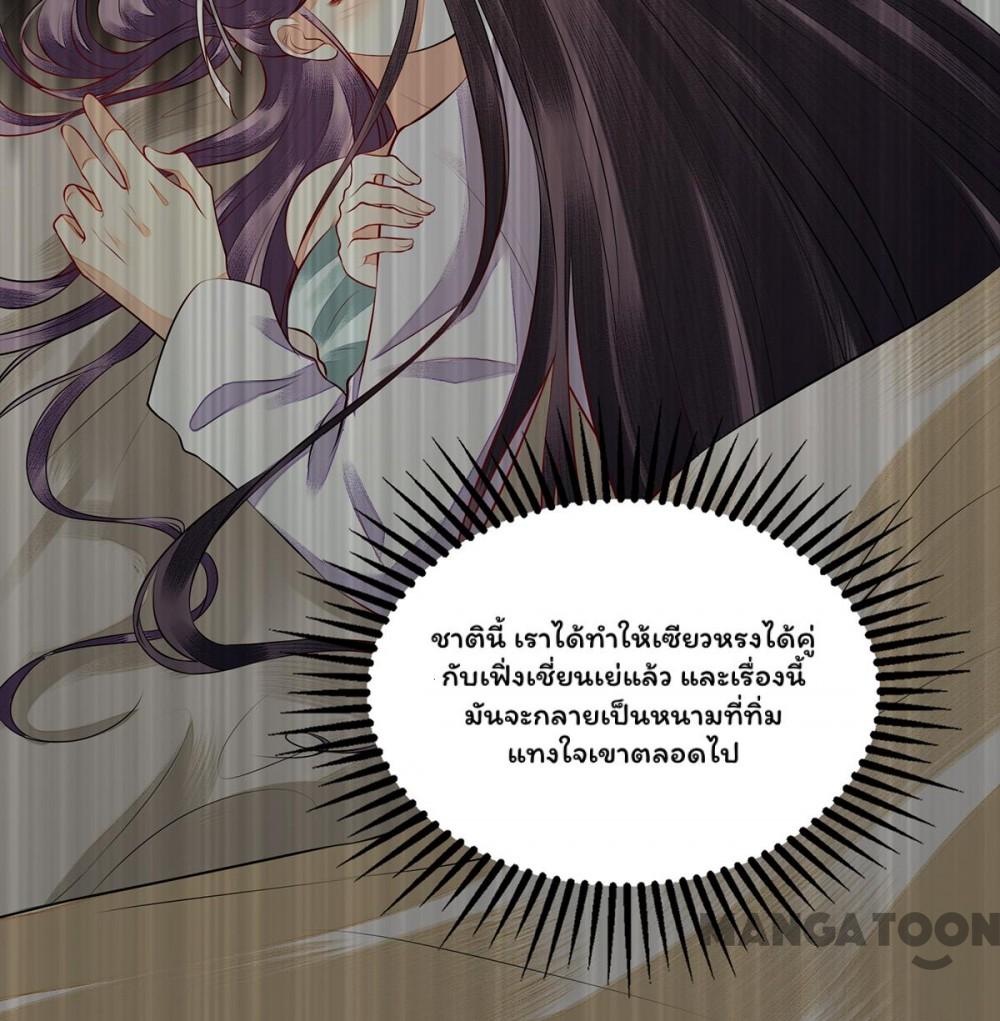 ชาตินี้ เราได้ทำให้เซียวหรงได้คู่
กับเฟิ่งเชี่ยนเย่แล้ว และเรื่องนี้
มันจะกลายเป็นหนามที่ทิ่ม
แทงใจเขาตลอดไป
MANGATOON